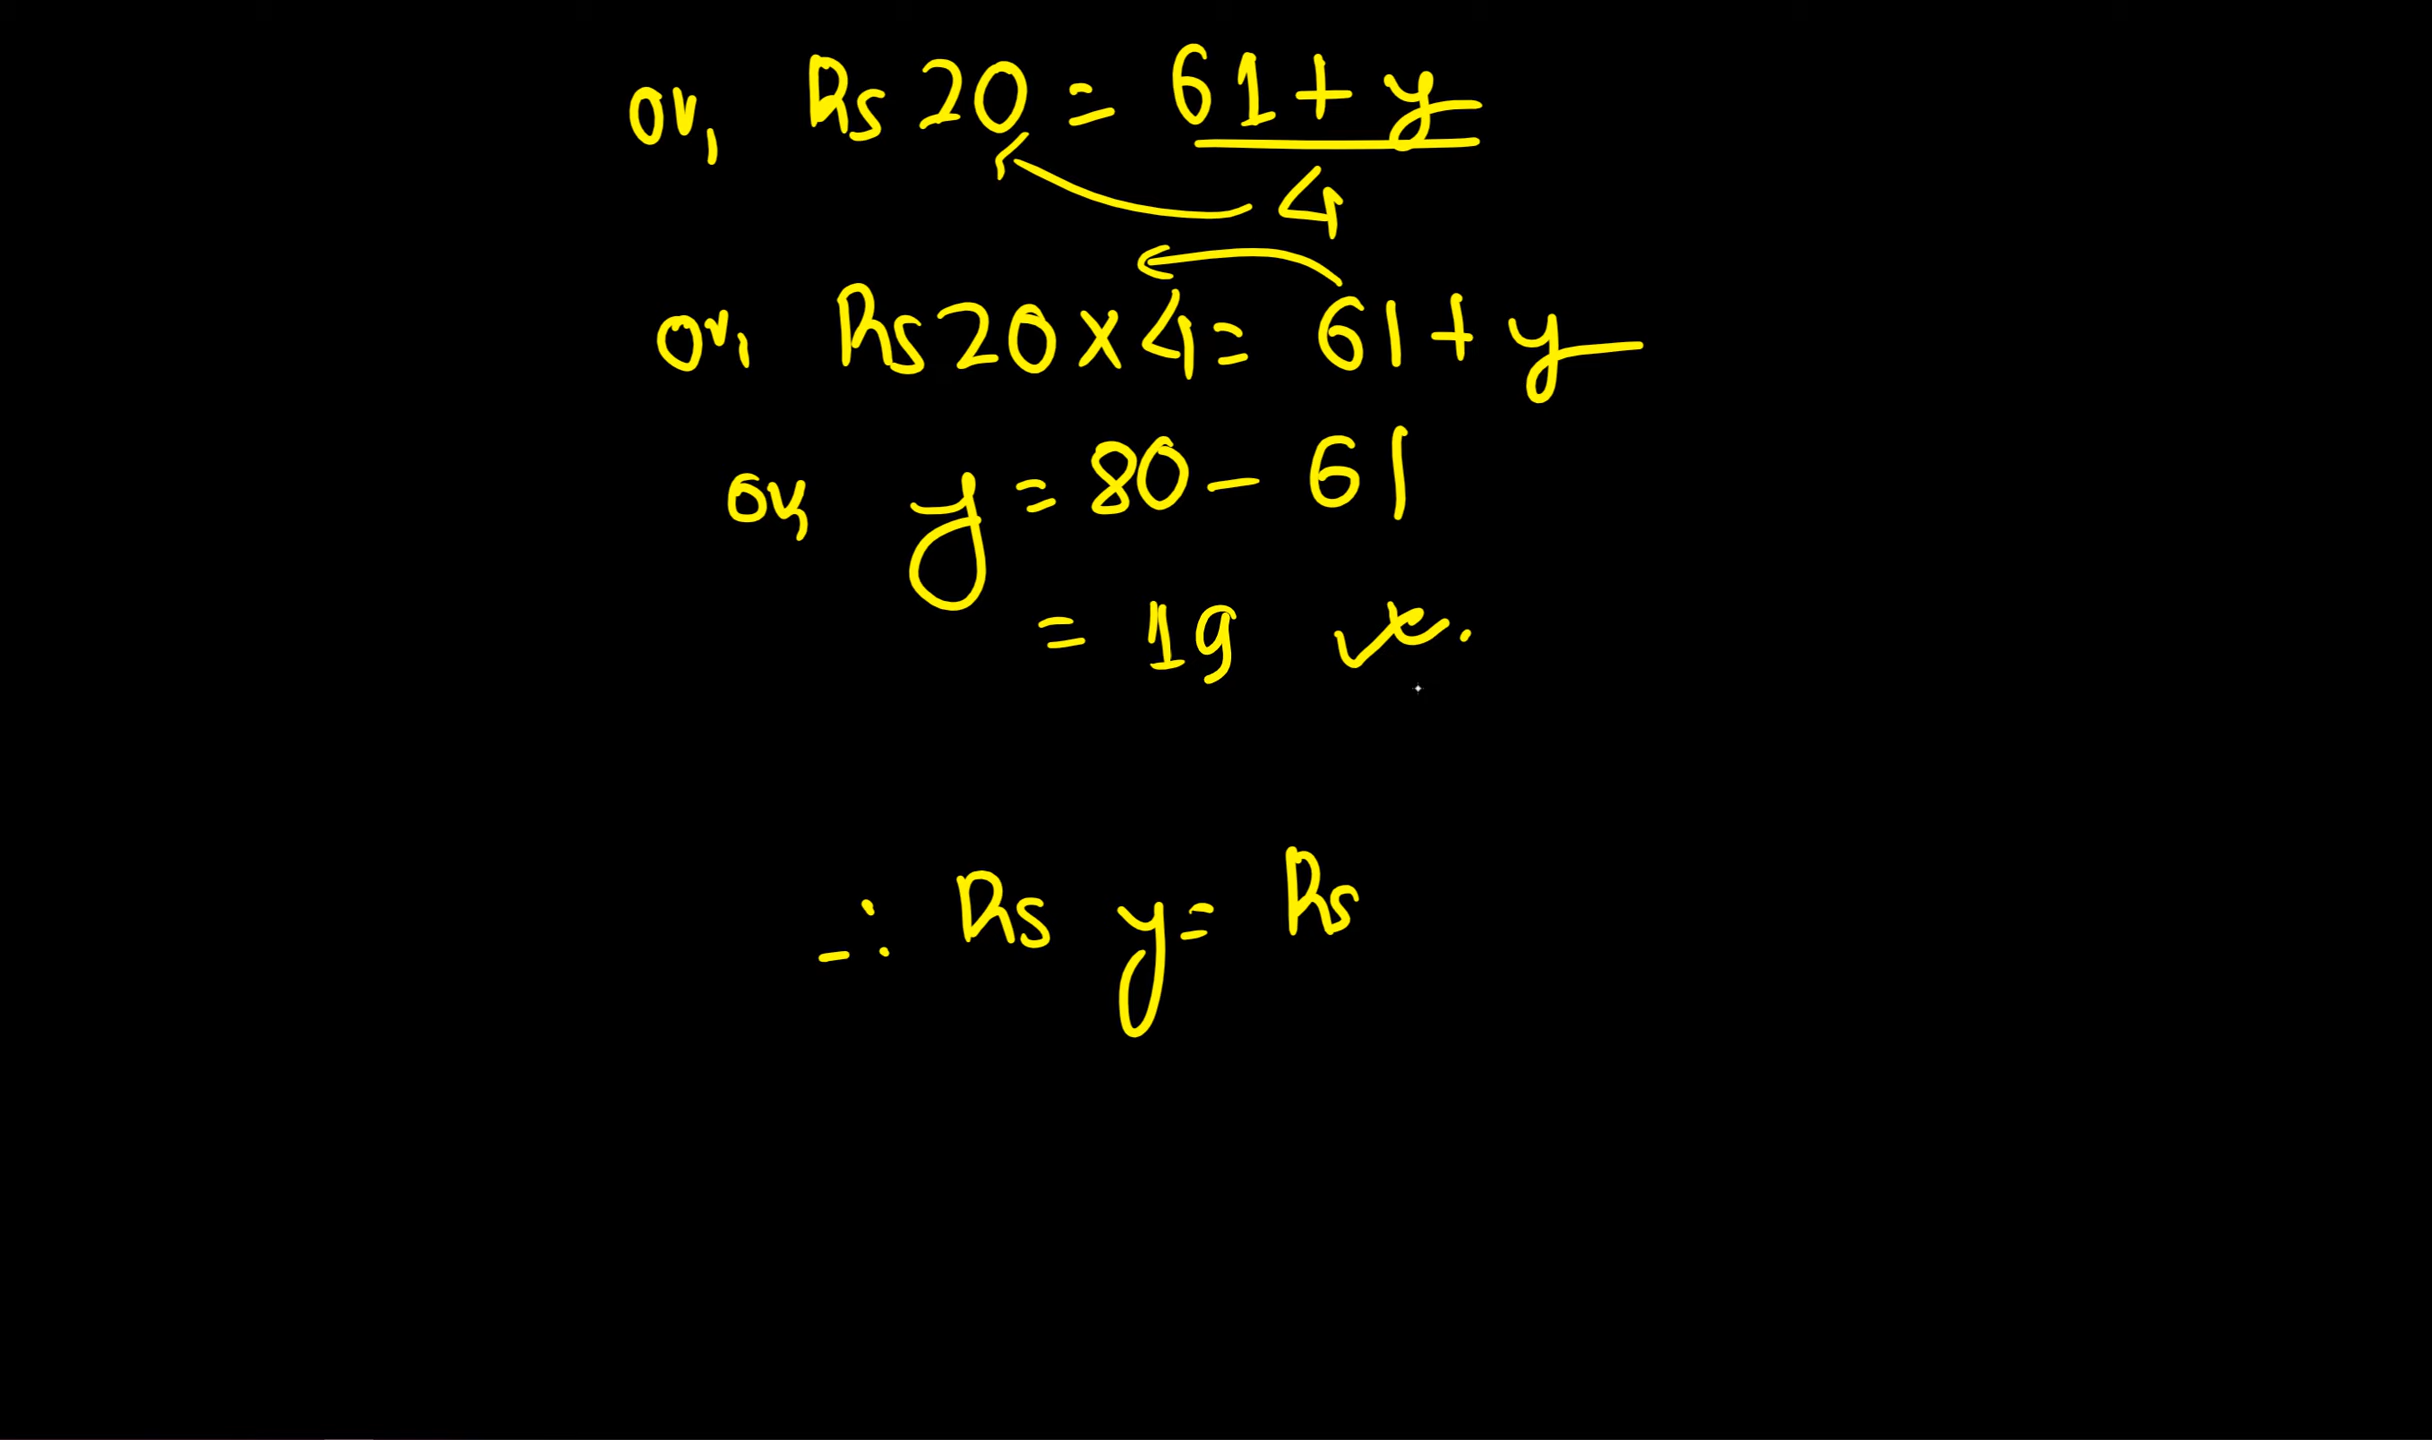 or, Rs 20 = 61 + y
4
or, Rs 20 × 4 = 61 + y
or, y = 80 - 61
= 19
∴ Rs y = Rs